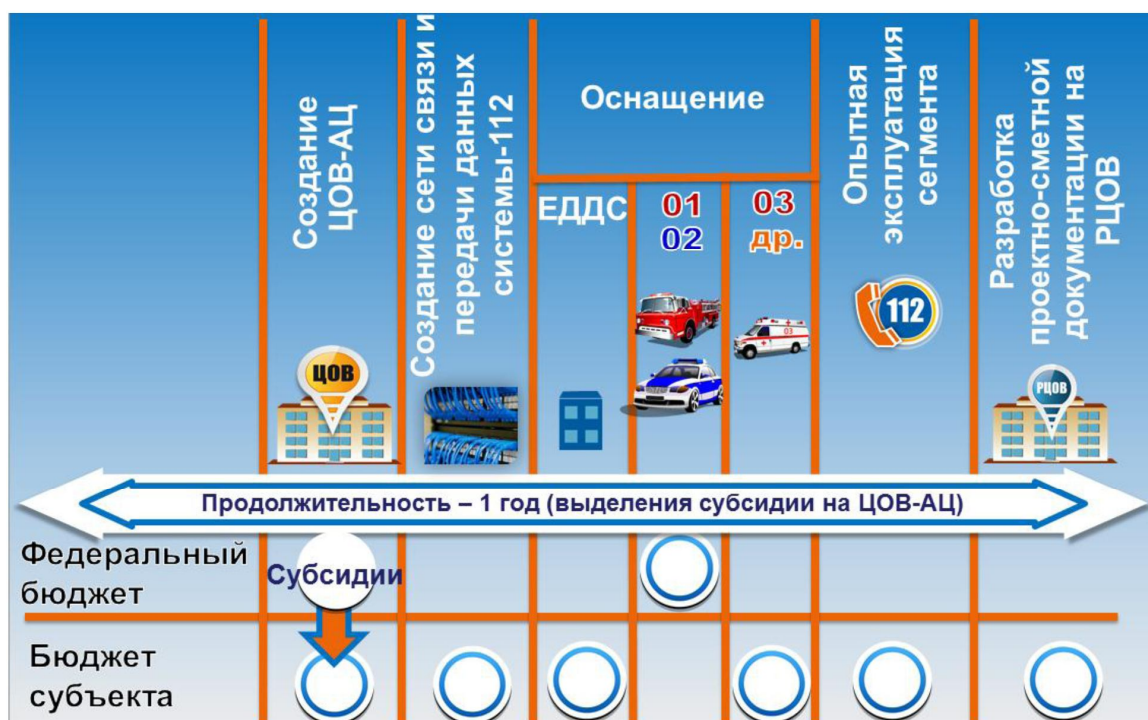 Создание
ЦОВ-АЦ
Создание сети связи и
передачи данных
системы-112
Оснащение
ЕДДС
01
02
03
др.
Опытная
эксплуатация
сегмента
Разработка
проектно-сметной
документации на
РЦОВ
ЦОВ
03
112
РЦОВ
Продолжительность – 1 год (выделения субсидии на ЦОВ-АЦ)
Федеральный
бюджет
Субсидии
Бюджет
субъекта